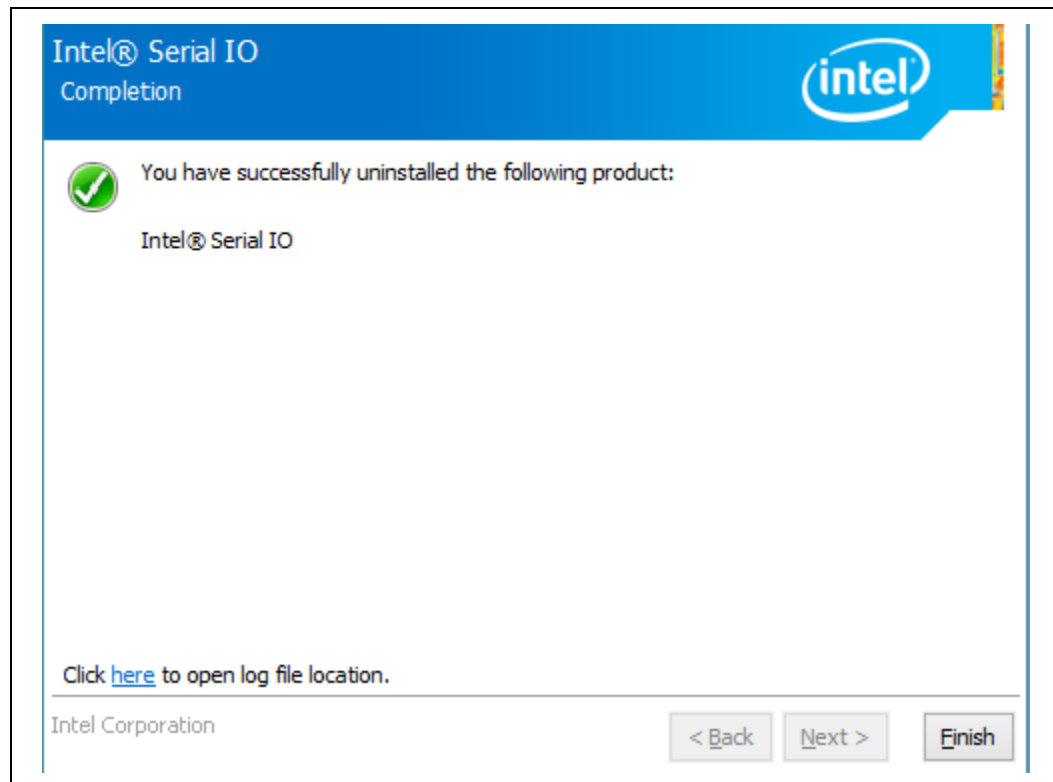 Intel® Serial IO
Completion
intel
You have successfully uninstalled the following product:
Intel® Serial IO
Click here to open log file location.
Intel Corporation
< Back Next > Finish